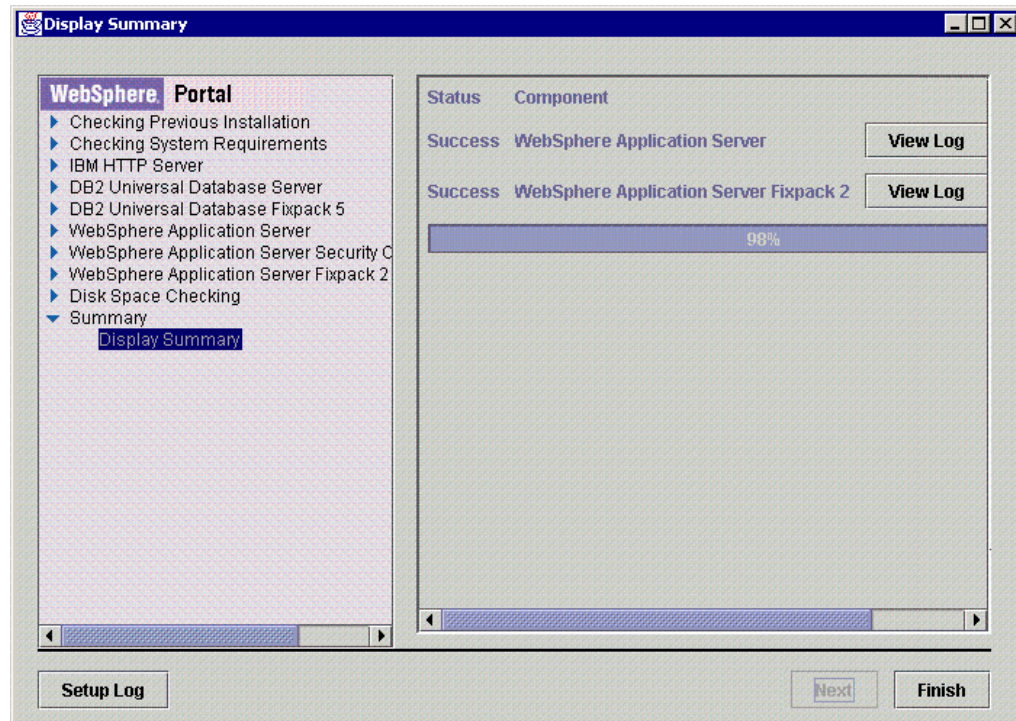 Display Summary
WebSphere. Portal
Checking Previous Installation
Checking System Requirements
IBM HTTP Server
DB2 Universal Database Server
DB2 Universal Database Fixpack 5
WebSphere Application Server
WebSphere Application Server Security C
WebSphere Application Server Fixpack 2
Disk Space Checking
Summary
Display Summary
Status Component
Success WebSphere Application Server View Log
Success WebSphere Application Server Fixpack 2 View Log
98%
Setup Log Next Finish